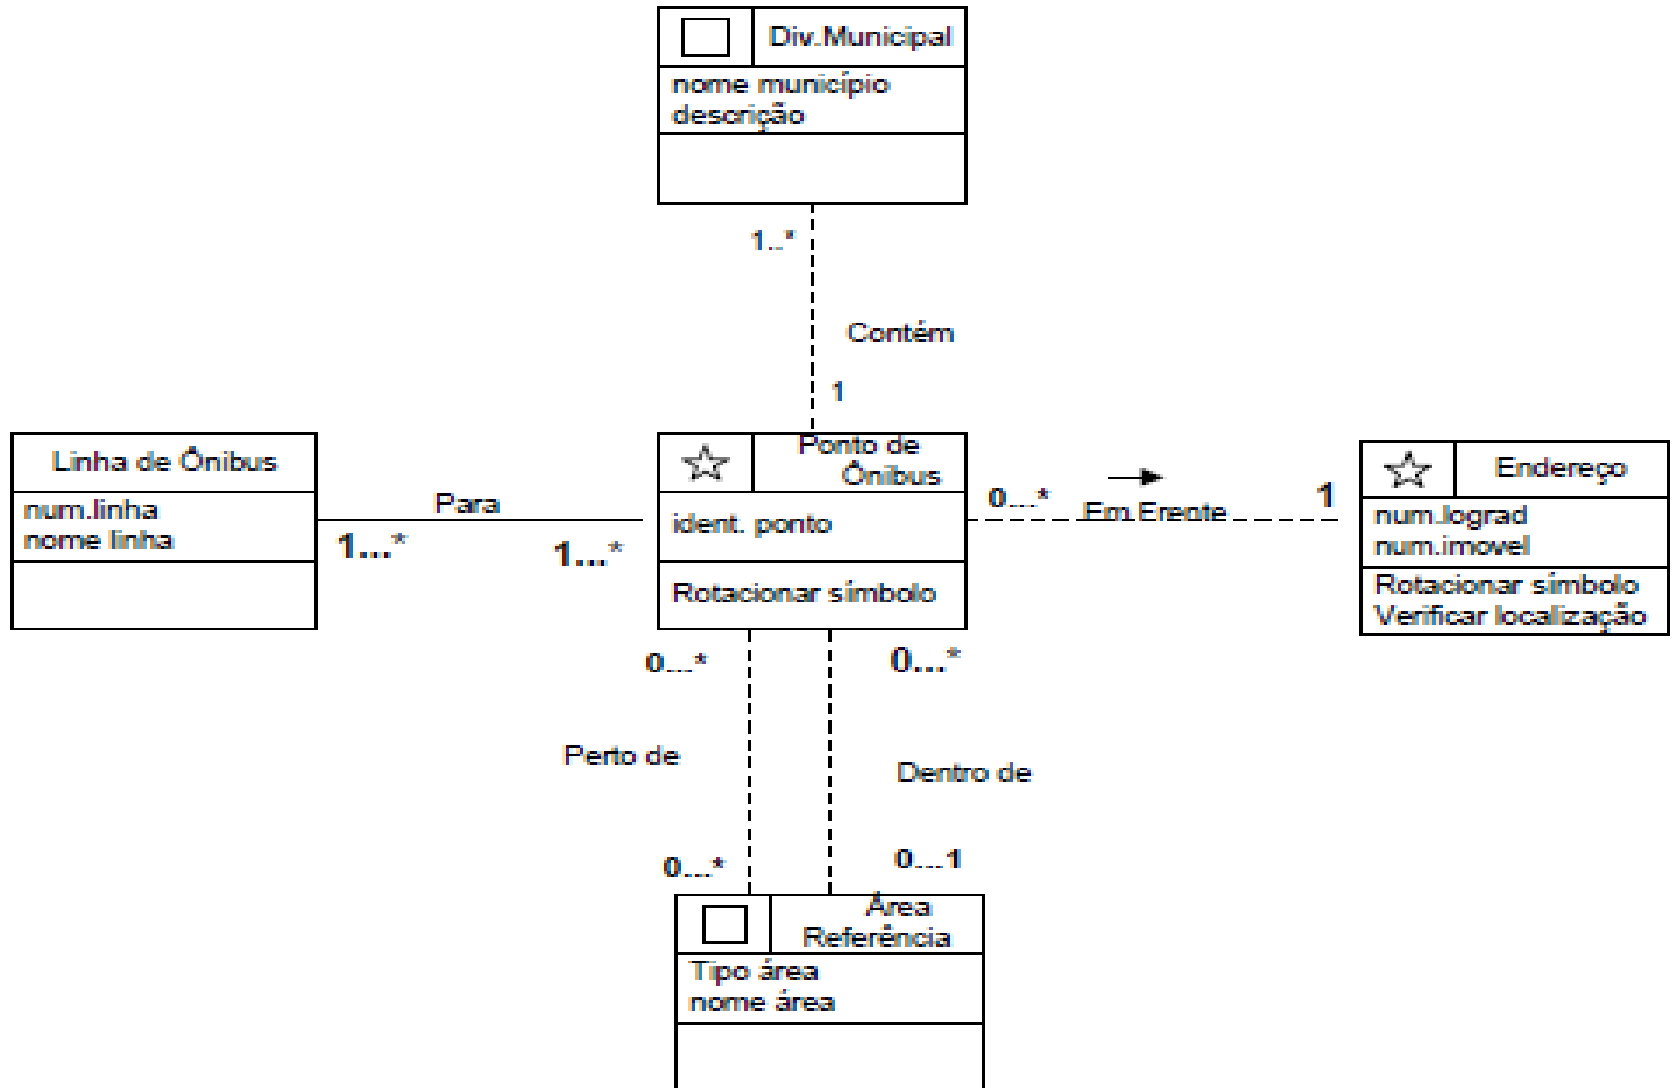 Div.Municipal
nome município
descrição
1..*
Contém
1
Linha de Ônibus
num.linha
nome linha
Para
1...*
1...*
Ponto de
Ônibus
ident. ponto
Rotacionar símbolo
0...*
Em Erente
1
Endereço
num.lograd
num.imovel
Rotacionar símbolo
Verificar localização
0...*
0...*
Perto de
Dentro de
0...*
0...1
Área
Referência
Tipo área
nome área